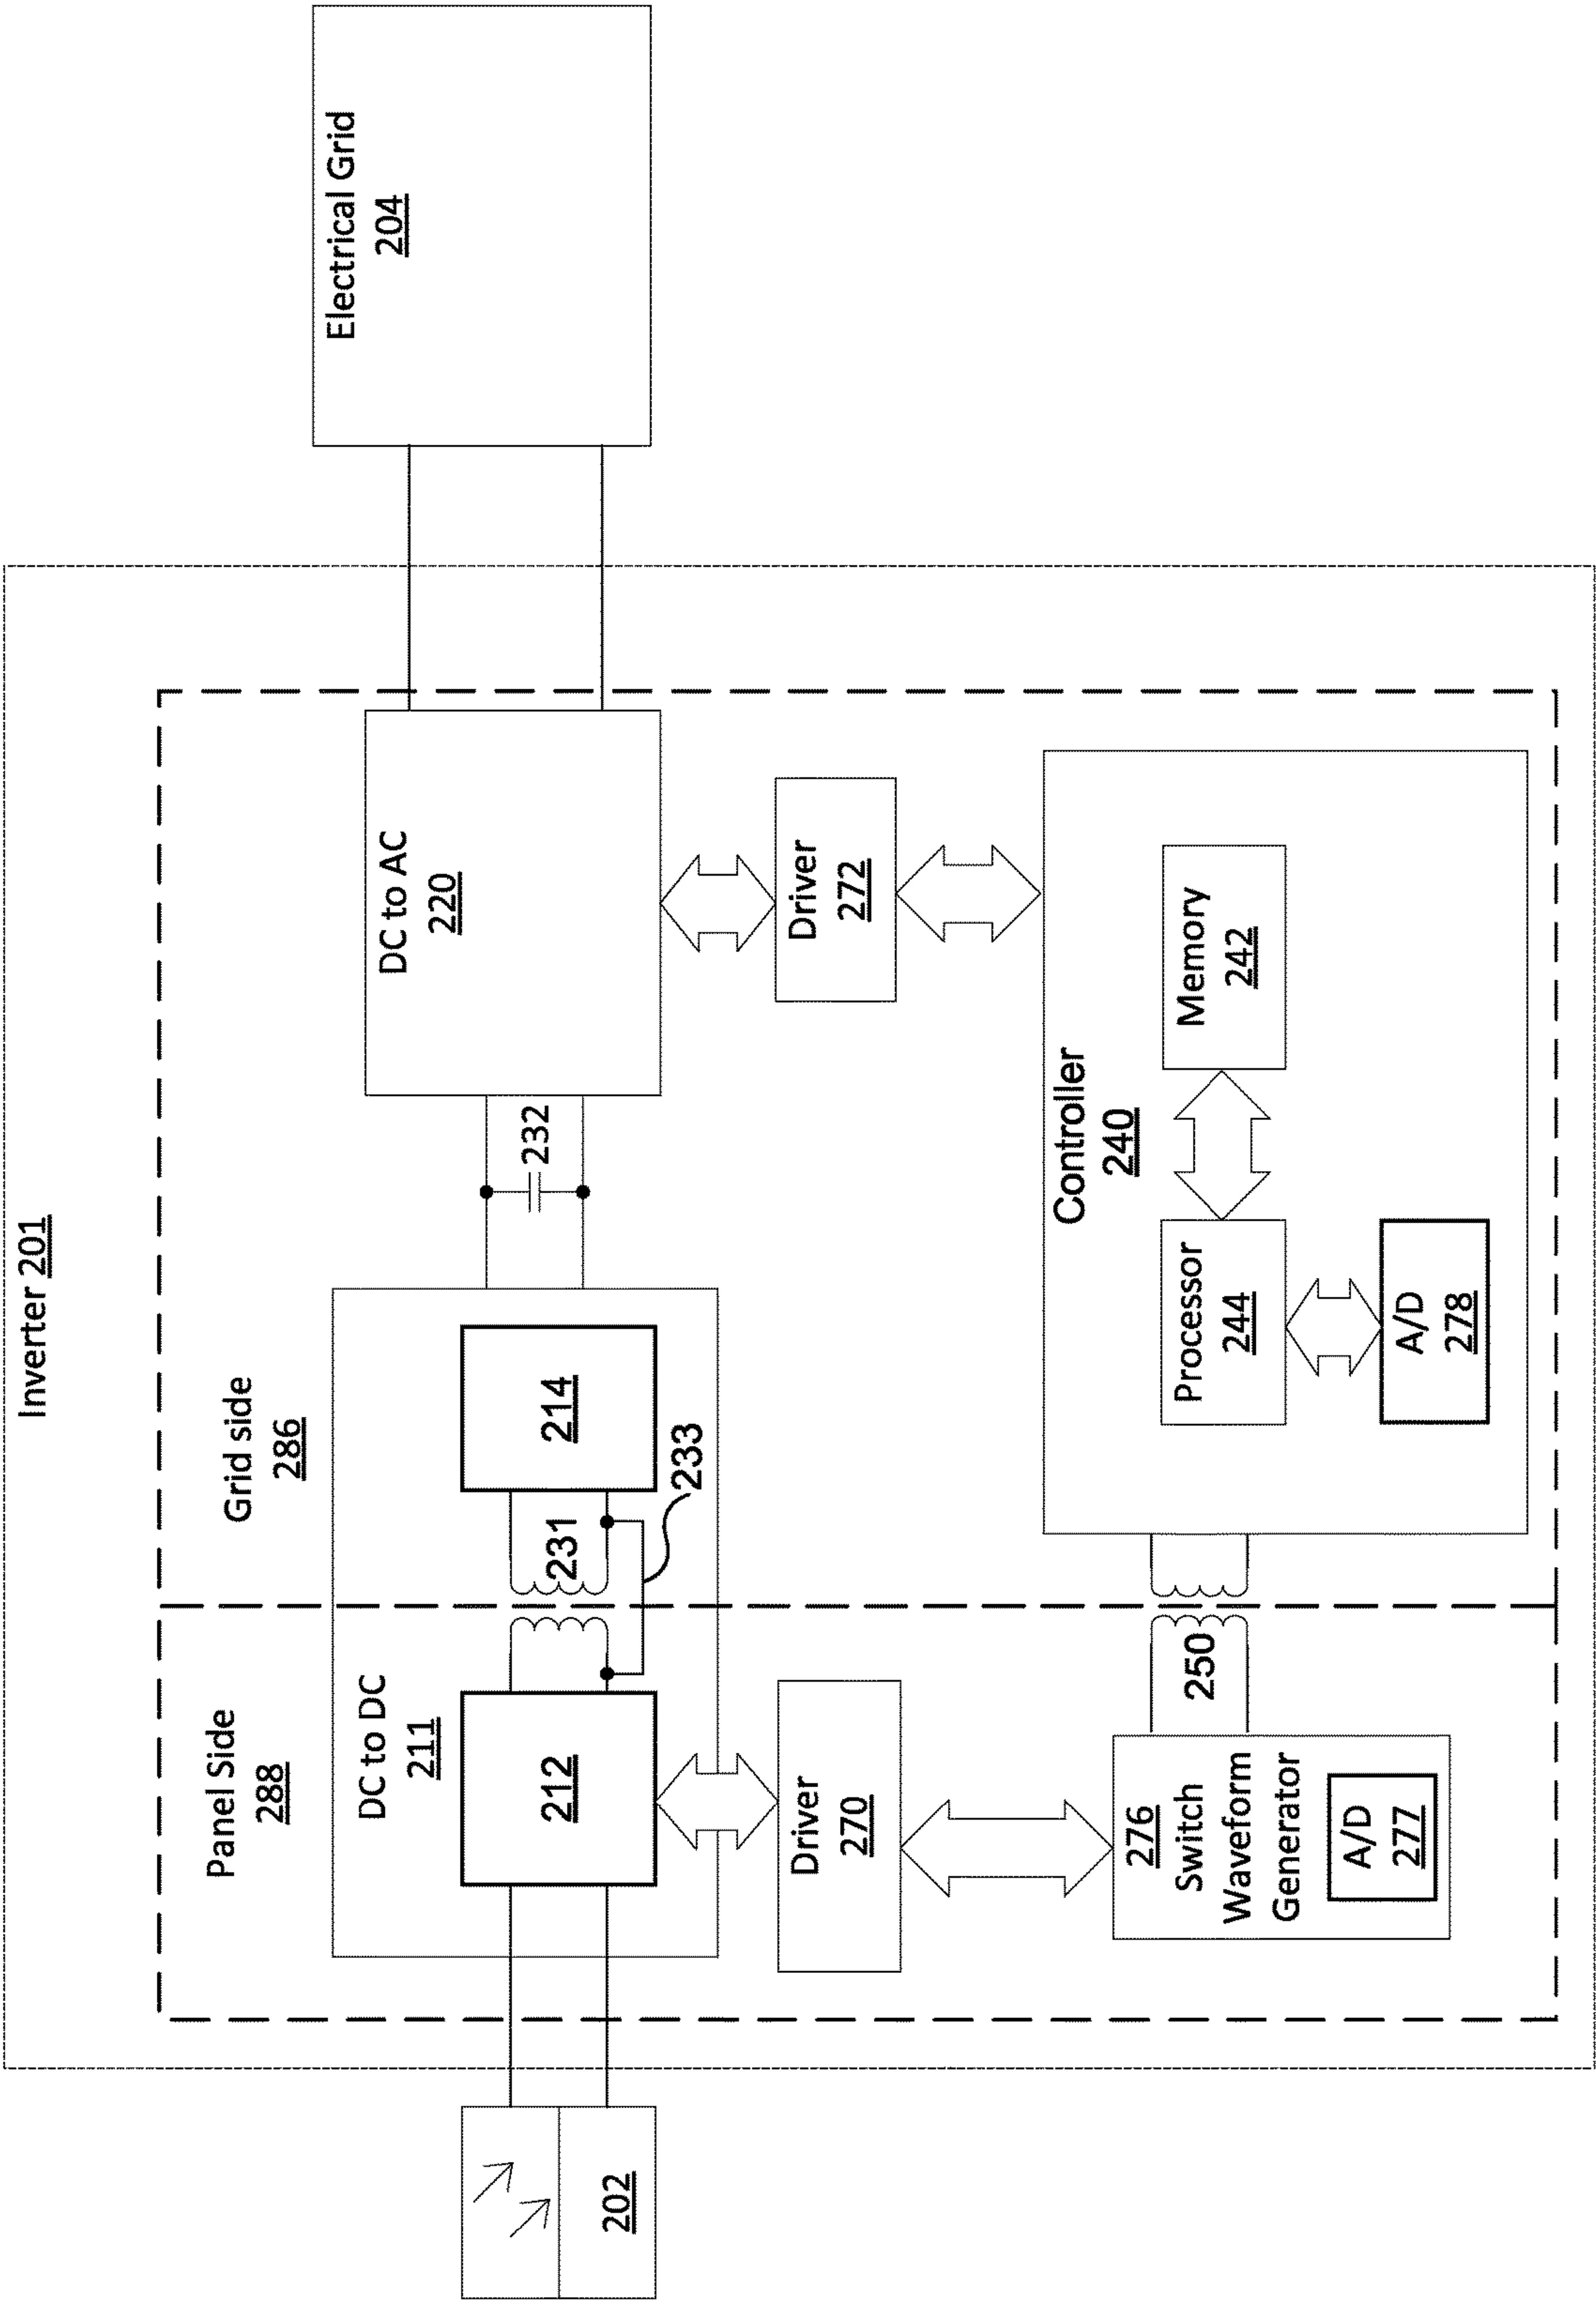 Inverter 201
Panel Side
288
Grid side
286
DC to DC
211
212
231
214
233
232
DC to AC
220
Electrical Grid
204
202
Driver
270
Driver
272
276
Switch
Waveform
Generator
A/D
277
250
Controller
240
Processor
244
Memory
242
A/D
278